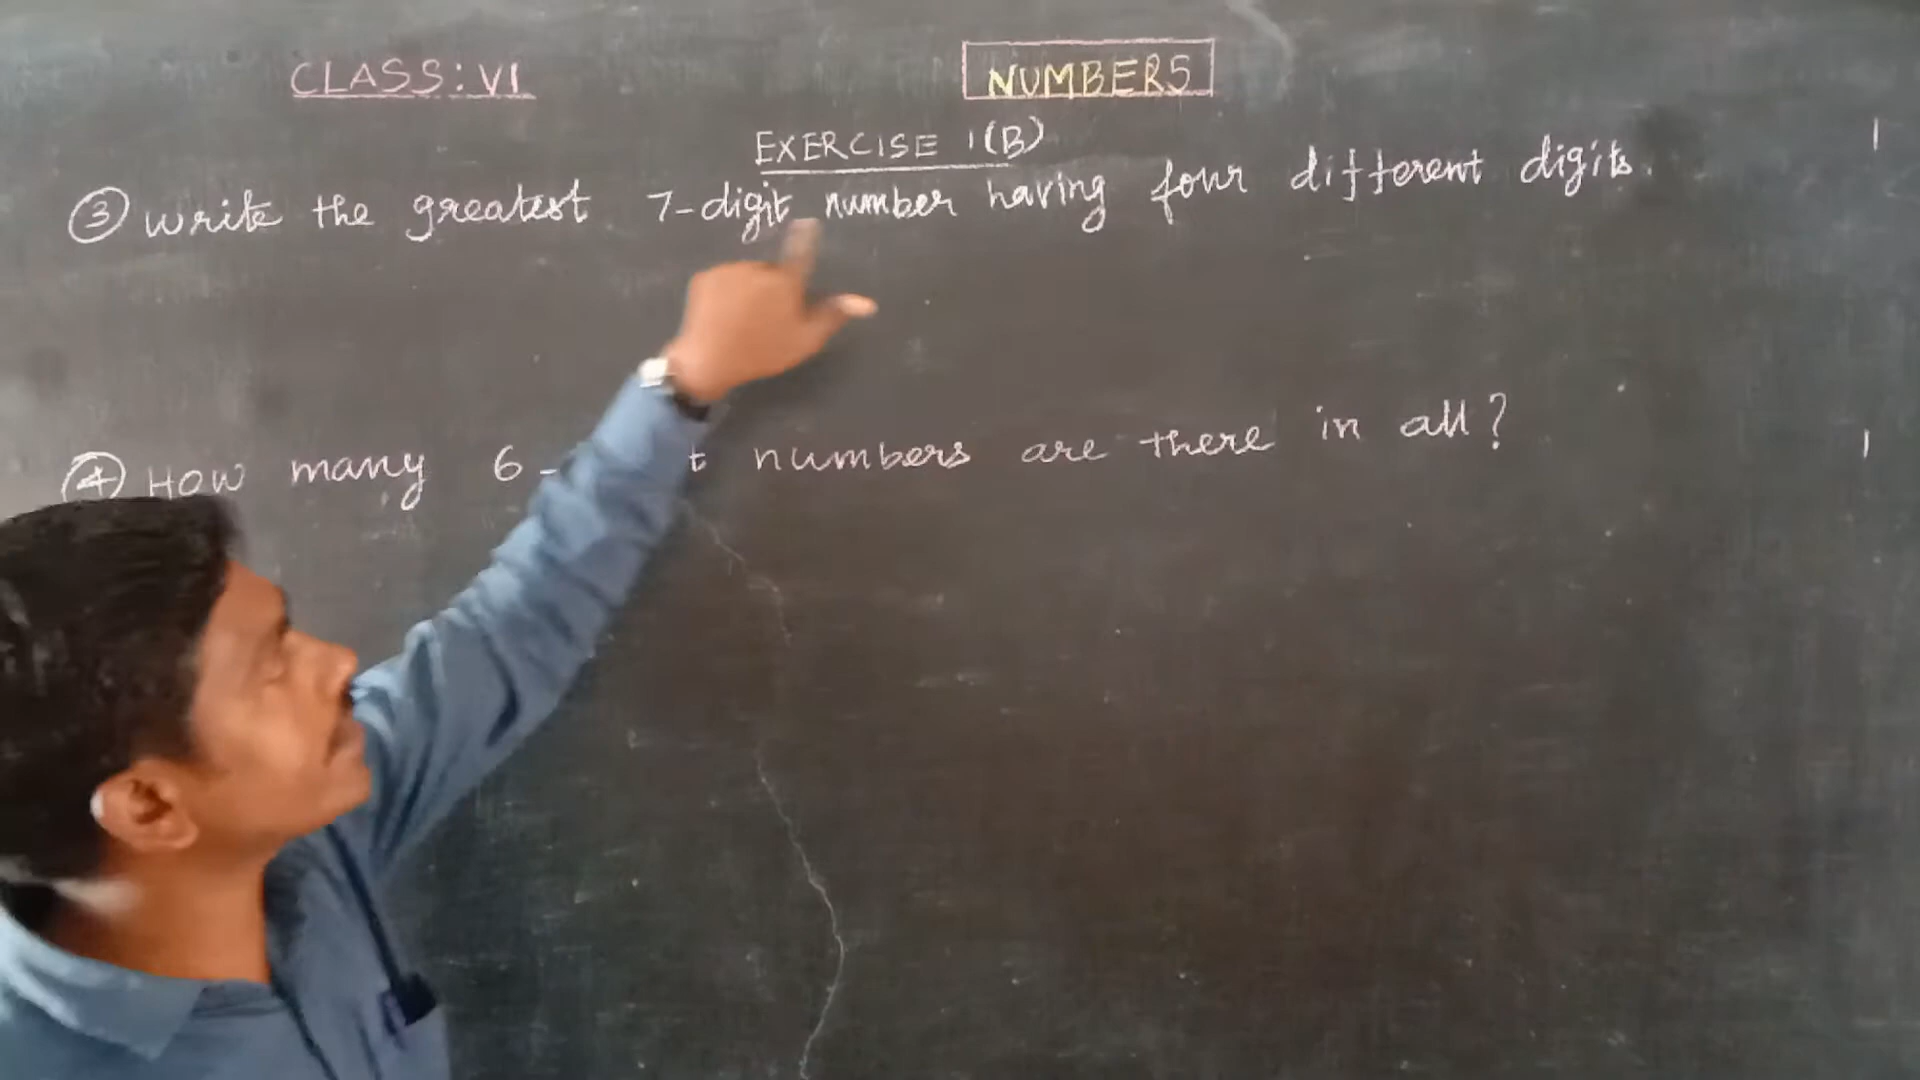 CLASS: VI
NUMBERS
EXERCISE 1(B)
③ Write the greatest 7-digit number having four different digits.
④ How many 6- t numbers are there in all?